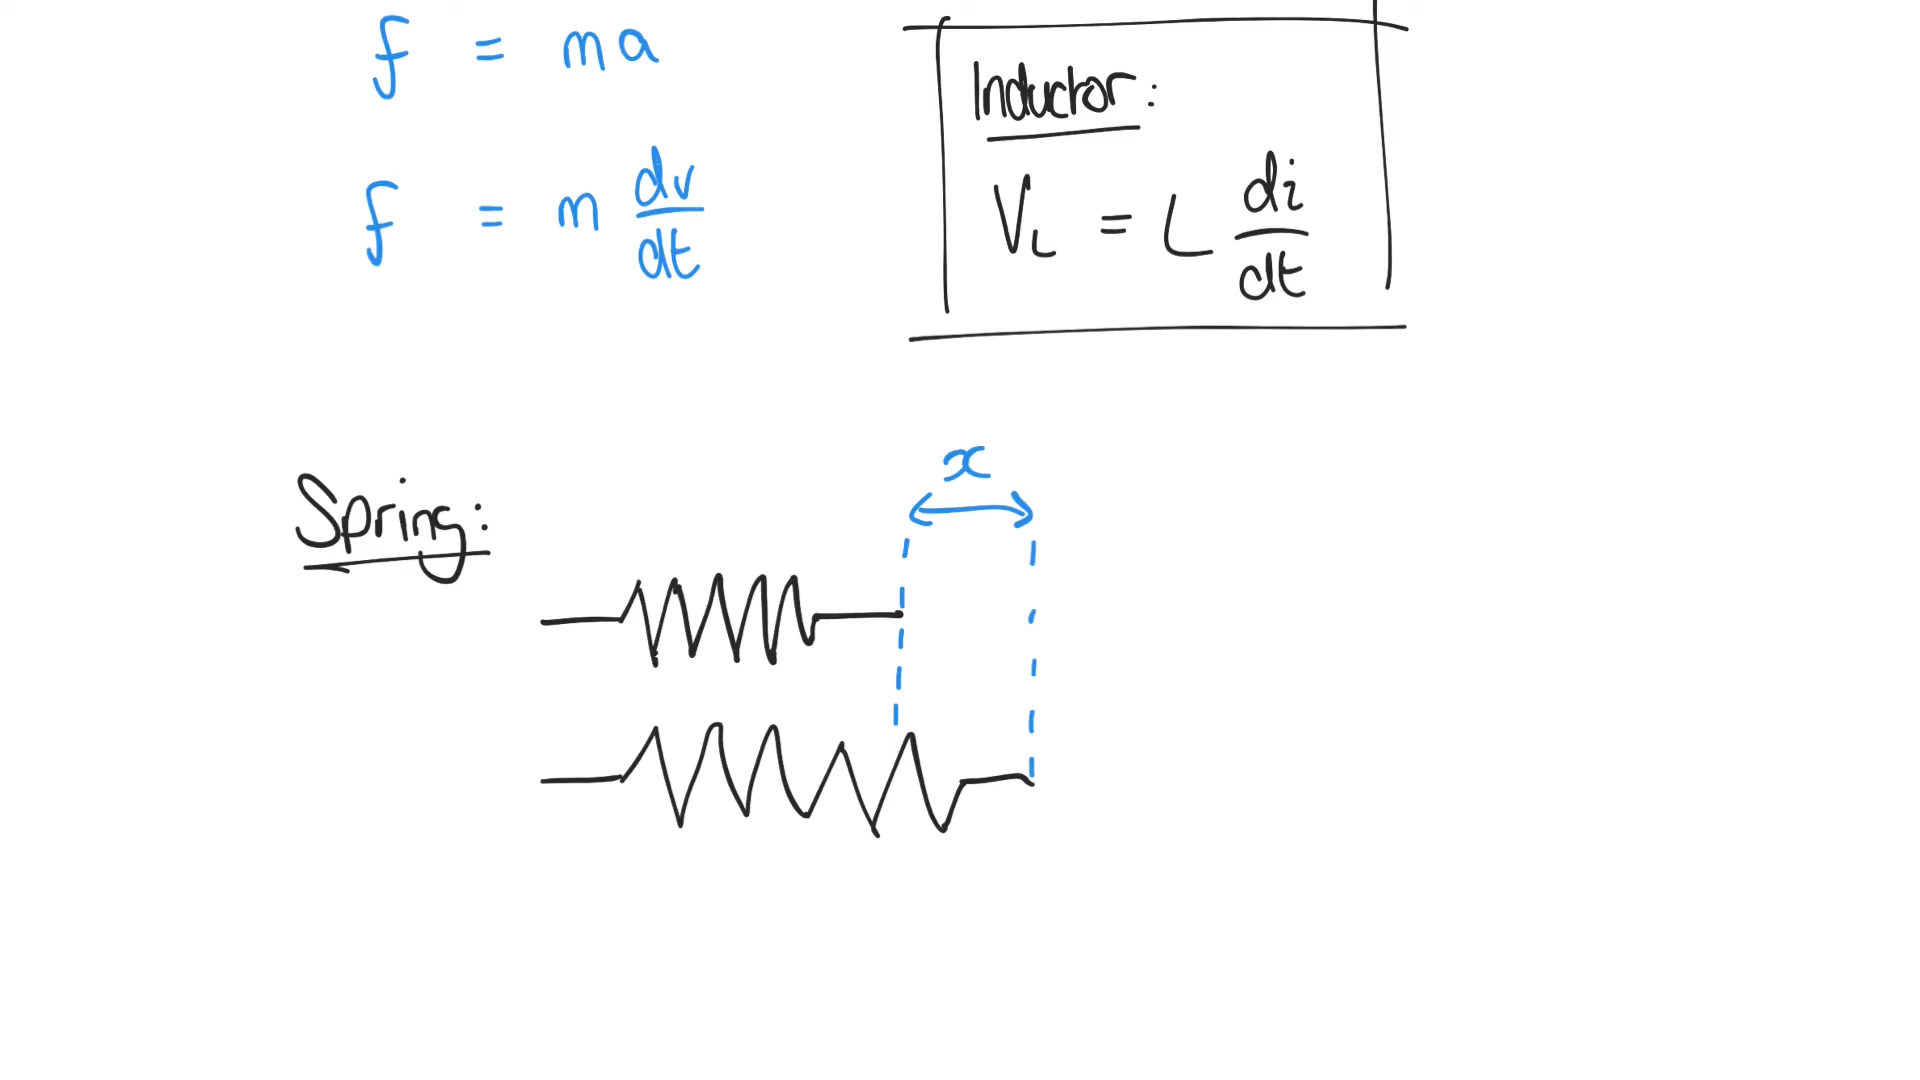 f = ma
f = m dv/dt
Inductor:
V_L = L di/dt
x
Spring: